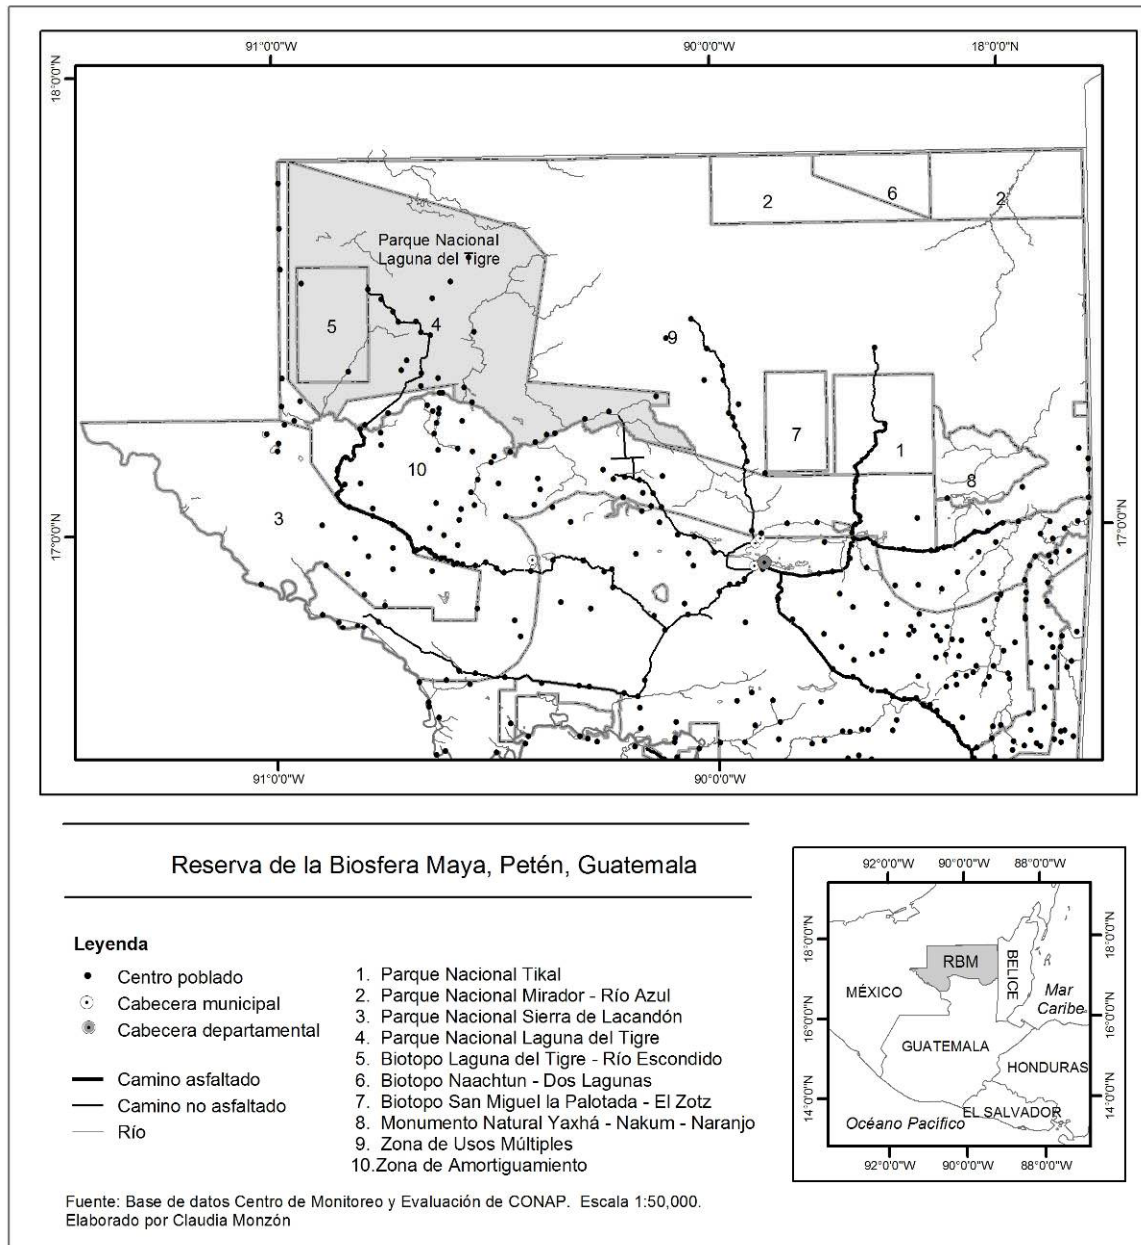 91°0'0"W
90°0'0"W
18°0'0"N
18°0'0"N
2
6
2
Parque Nacional
Laguna del Tigre
5
4
9
7
1
10
8
3
17°0'0"N
17°0'0"N
91°0'0"W
90°0'0"W
Reserva de la Biosfera Maya, Petén, Guatemala
Leyenda
Centro poblado
Cabecera municipal
Cabecera departamental
Camino asfaltado
Camino no asfaltado
Río
1. Parque Nacional Tikal
2. Parque Nacional Mirador - Río Azul
3. Parque Nacional Sierra de Lacandón
4. Parque Nacional Laguna del Tigre
5. Biotopo Laguna del Tigre - Río Escondido
6. Biotopo Naachtun - Dos Lagunas
7. Biotopo San Miguel la Palotada - El Zotz
8. Monumento Natural Yaxhá - Nakum - Naranjo
9. Zona de Usos Múltiples
10.Zona de Amortiguamiento
Fuente: Base de datos Centro de Monitoreo y Evaluación de CONAP. Escala 1:50,000.
Elaborado por Claudia Monzón
92°0'0"W
90°0'0"W
88°0'0"W
18°0'0"N
18°0'0"N
RBM
BELICE
MÉXICO
Mar
Caribe
16°0'0"N
16°0'0"N
GUATEMALA
HONDURAS
14°0'0"N
14°0'0"N
EL SALVADOR
Océano Pacífico
92°0'0"W
90°0'0"W
88°0'0"W